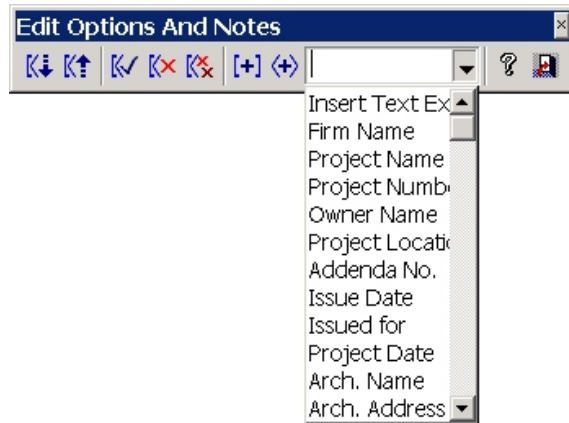 Edit Options And Notes
[+] <+>
Insert Text Ex
Firm Name
Project Name
Project Numb
Owner Name
Project Locati
Addenda No.
Issue Date
Issued for
Project Date
Arch. Name
Arch. Address